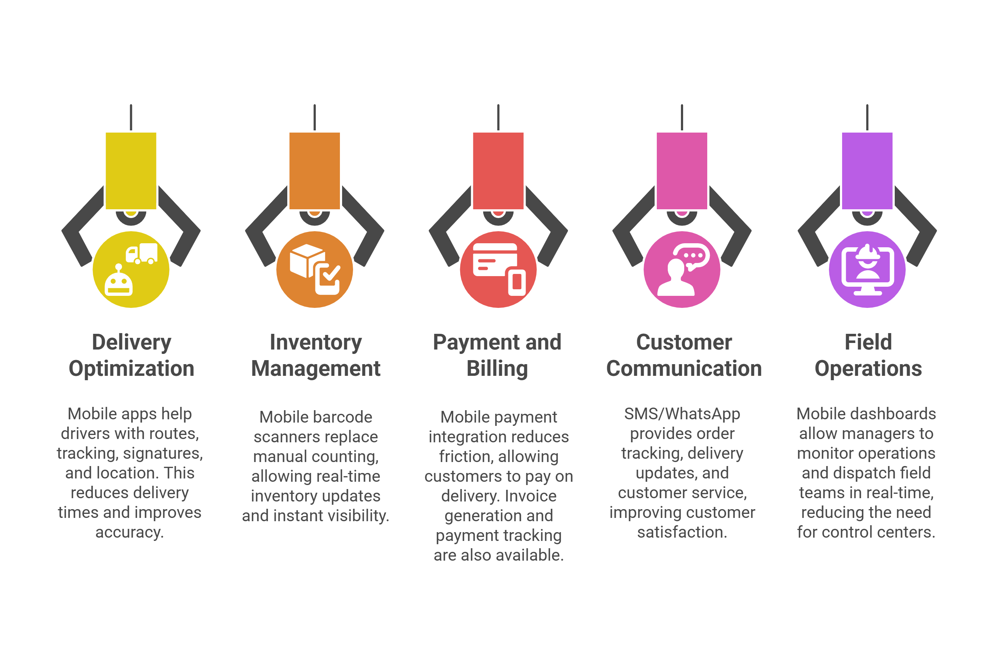 Delivery
Optimization
Mobile apps help
drivers with routes,
tracking, signatures,
and location. This
reduces delivery
times and improves
accuracy.
Inventory
Management
Mobile barcode
scanners replace
manual counting,
allowing real-time
inventory updates
and instant visibility.
Payment and
Billing
Mobile payment
integration reduces
friction, allowing
customers to pay on
delivery. Invoice
generation and
payment tracking
are also available.
Customer
Communication
SMS/WhatsApp
provides order
tracking, delivery
updates, and
customer service,
improving customer
satisfaction.
Field
Operations
Mobile dashboards
allow managers to
monitor operations
and dispatch field
teams in real-time,
reducing the need
for control centers.